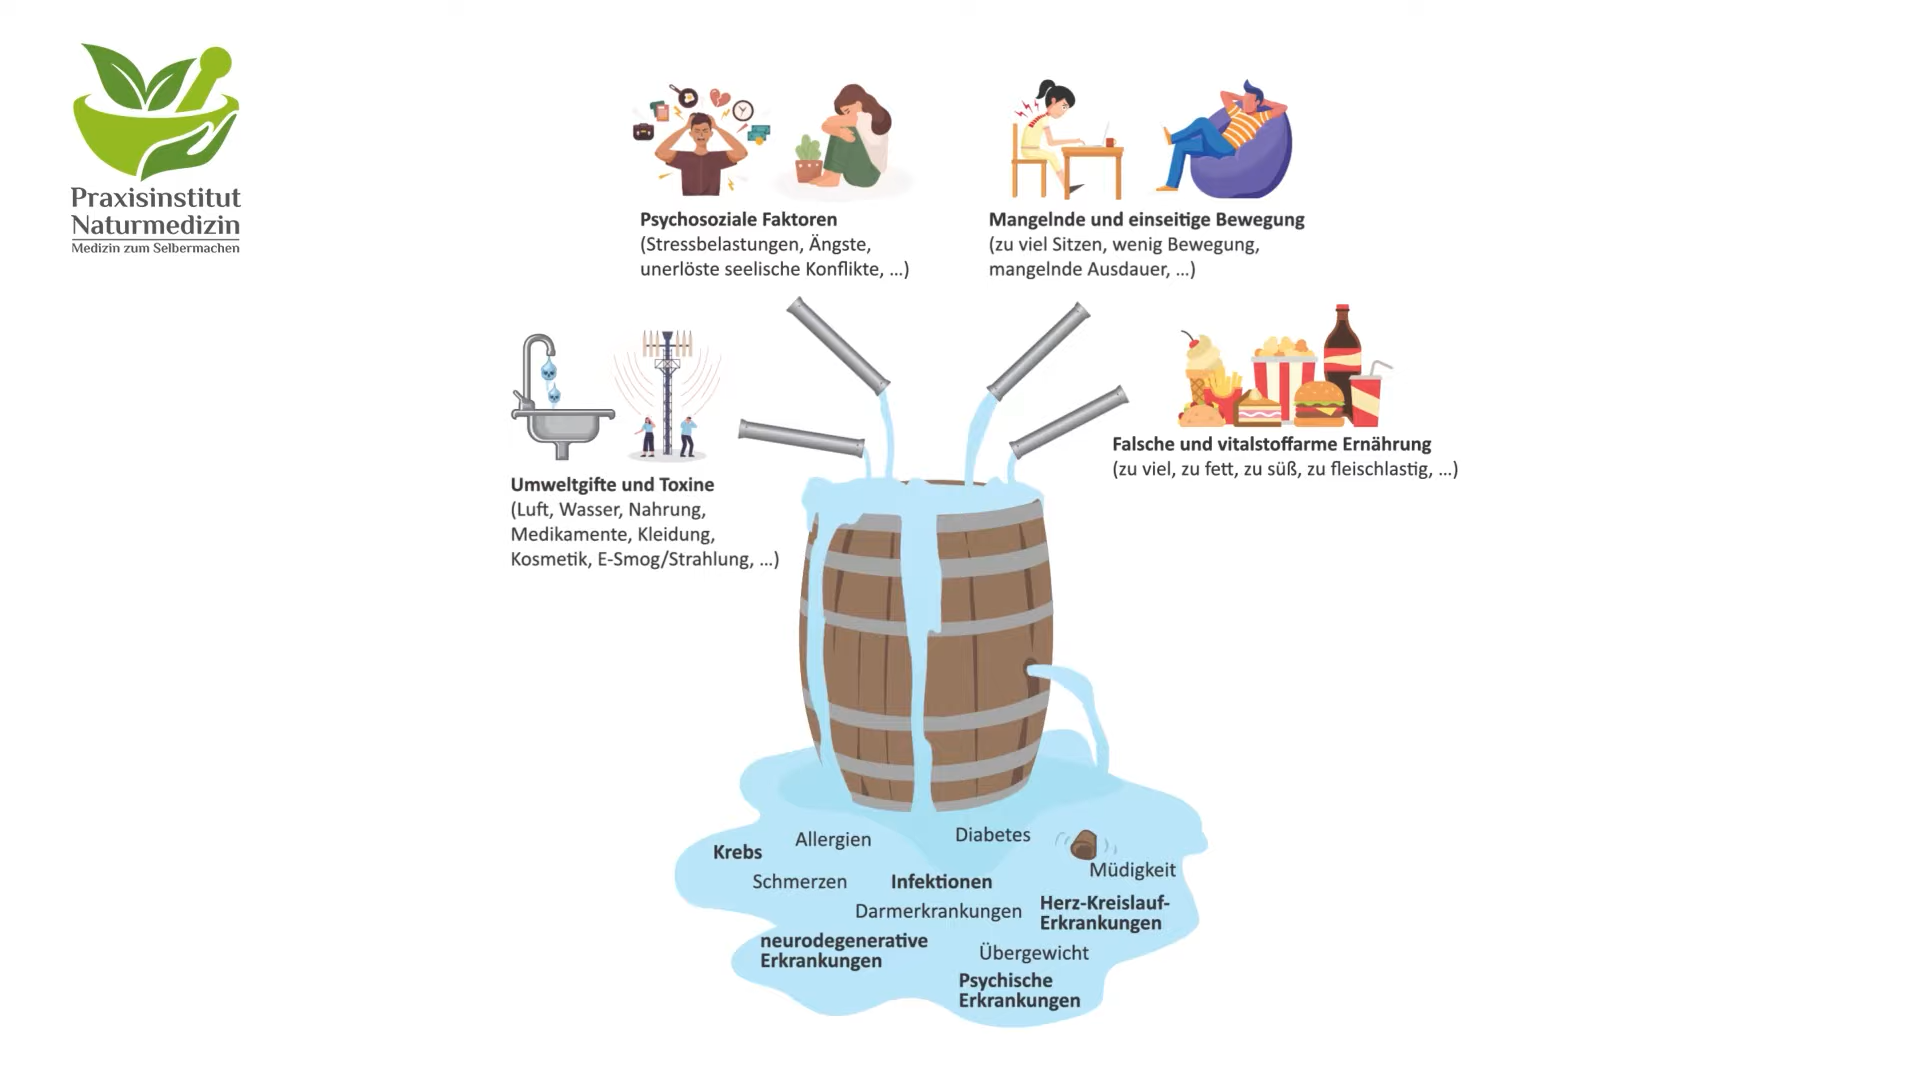 Praxisinstitut
Naturmedizin
Medizin zum Selbermachen
Psychosoziale Faktoren
(Stressbelastungen, Ängste,
unerlöste seelische Konflikte, ...)
Mangelnde und einseitige Bewegung
(zu viel Sitzen, wenig Bewegung,
mangelnde Ausdauer, ...)
Umweltgifte und Toxine
(Luft, Wasser, Nahrung,
Medikamente, Kleidung,
Kosmetik, E-Smog/Strahlung, ...)
Falsche und vitalstoffarme Ernährung
(zu viel, zu fett, zu süß, zu fleischlastig, ...)
Allergien
Diabetes
Krebs
Müdigkeit
Schmerzen
Infektionen
Darmerkrankungen
Herz-Kreislauf-
Erkrankungen
neurodegenerative
Erkrankungen
Übergewicht
Psychische
Erkrankungen